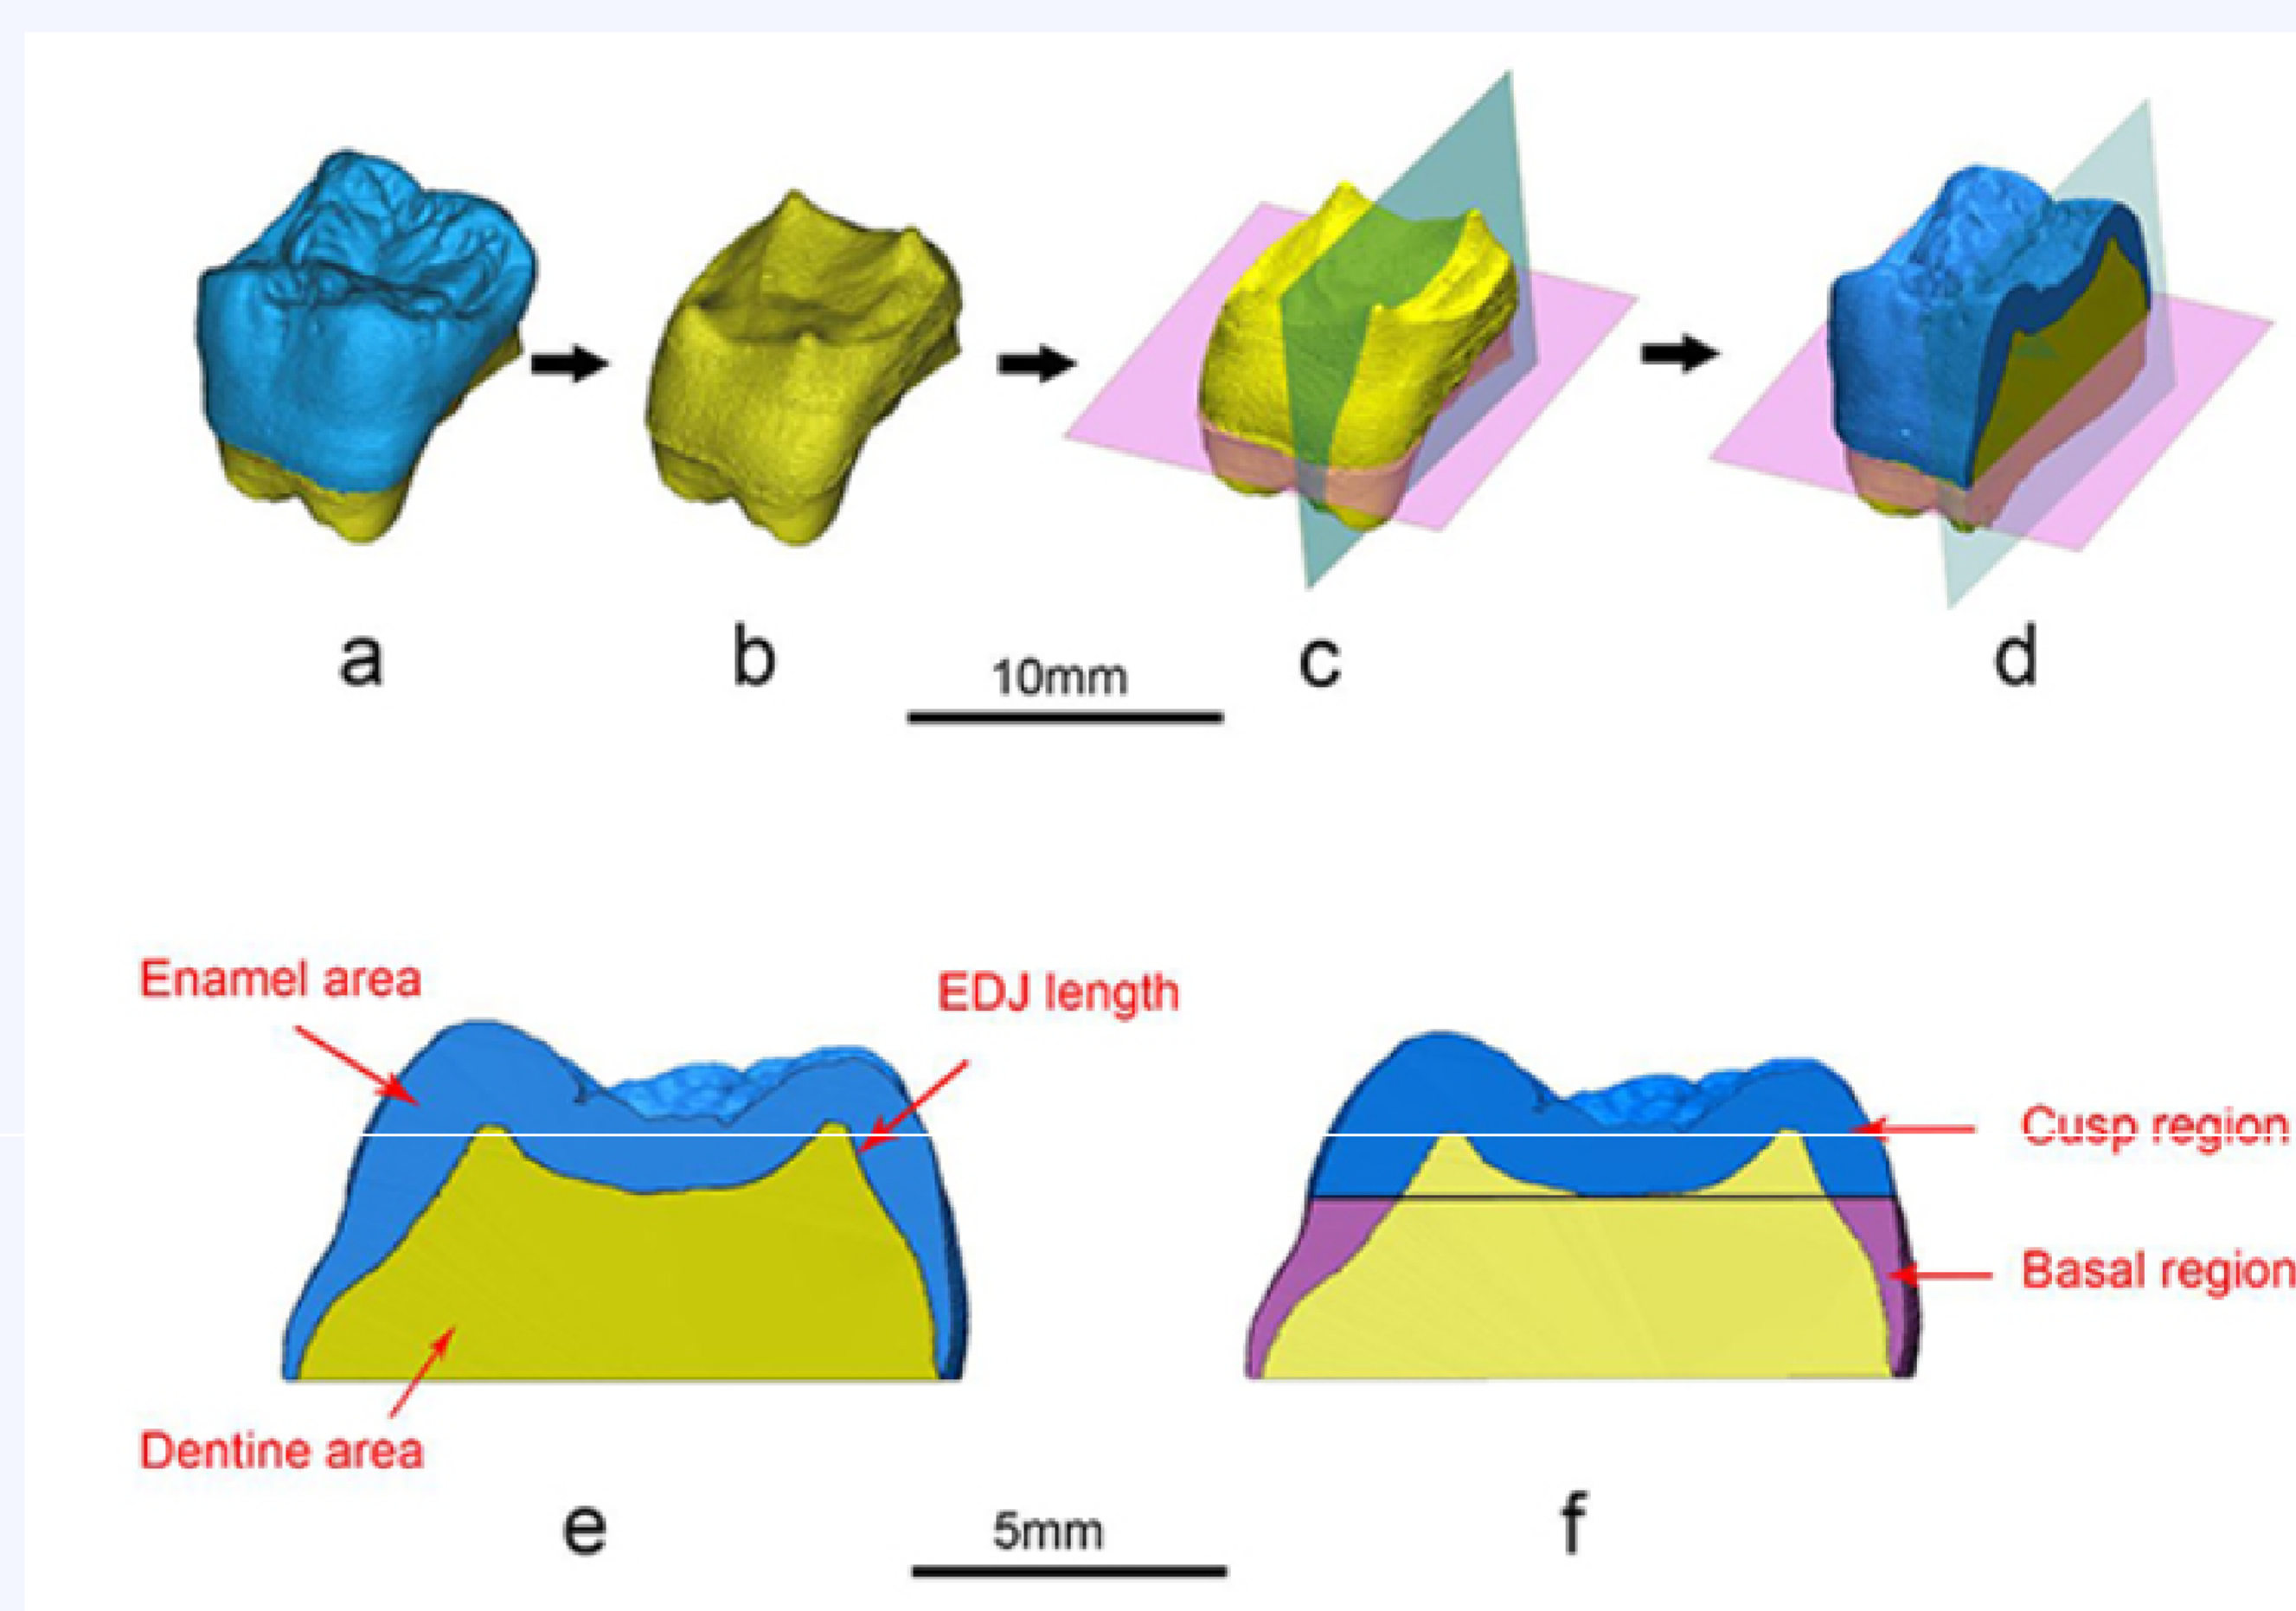 a
b
c
d
10mm
Enamel area
EDJ length
Cusp region
Basal region
Dentine area
e
f
5mm